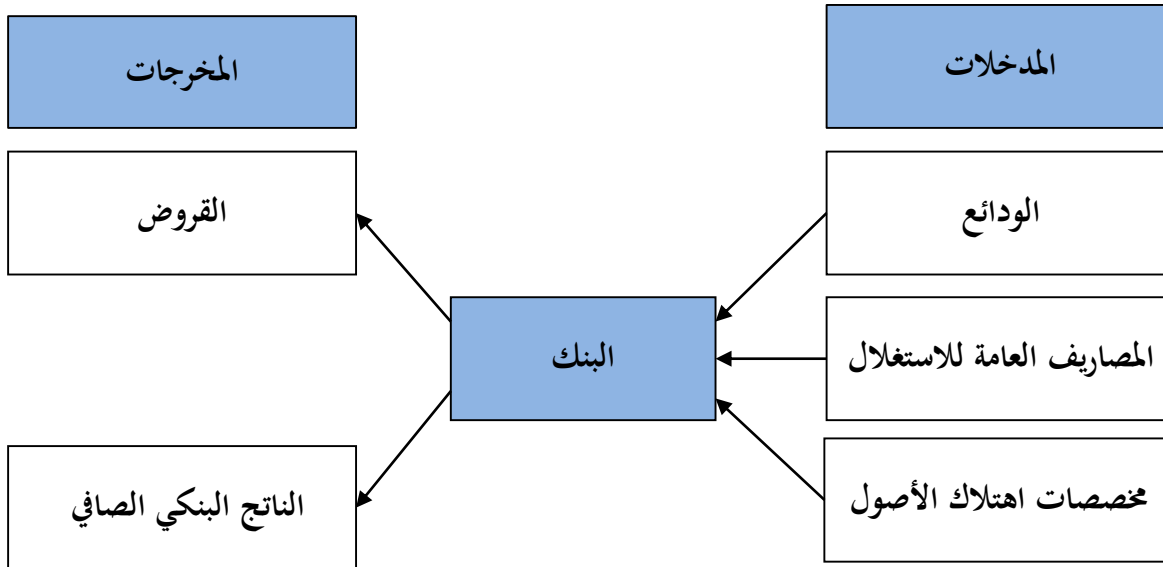 المدخلات
المخرجات
الودائع
القروض
البنك
المصاريف العامة للاستغلال
مخصصات اهتلاك الأصول
الناتج البنكي الصافي